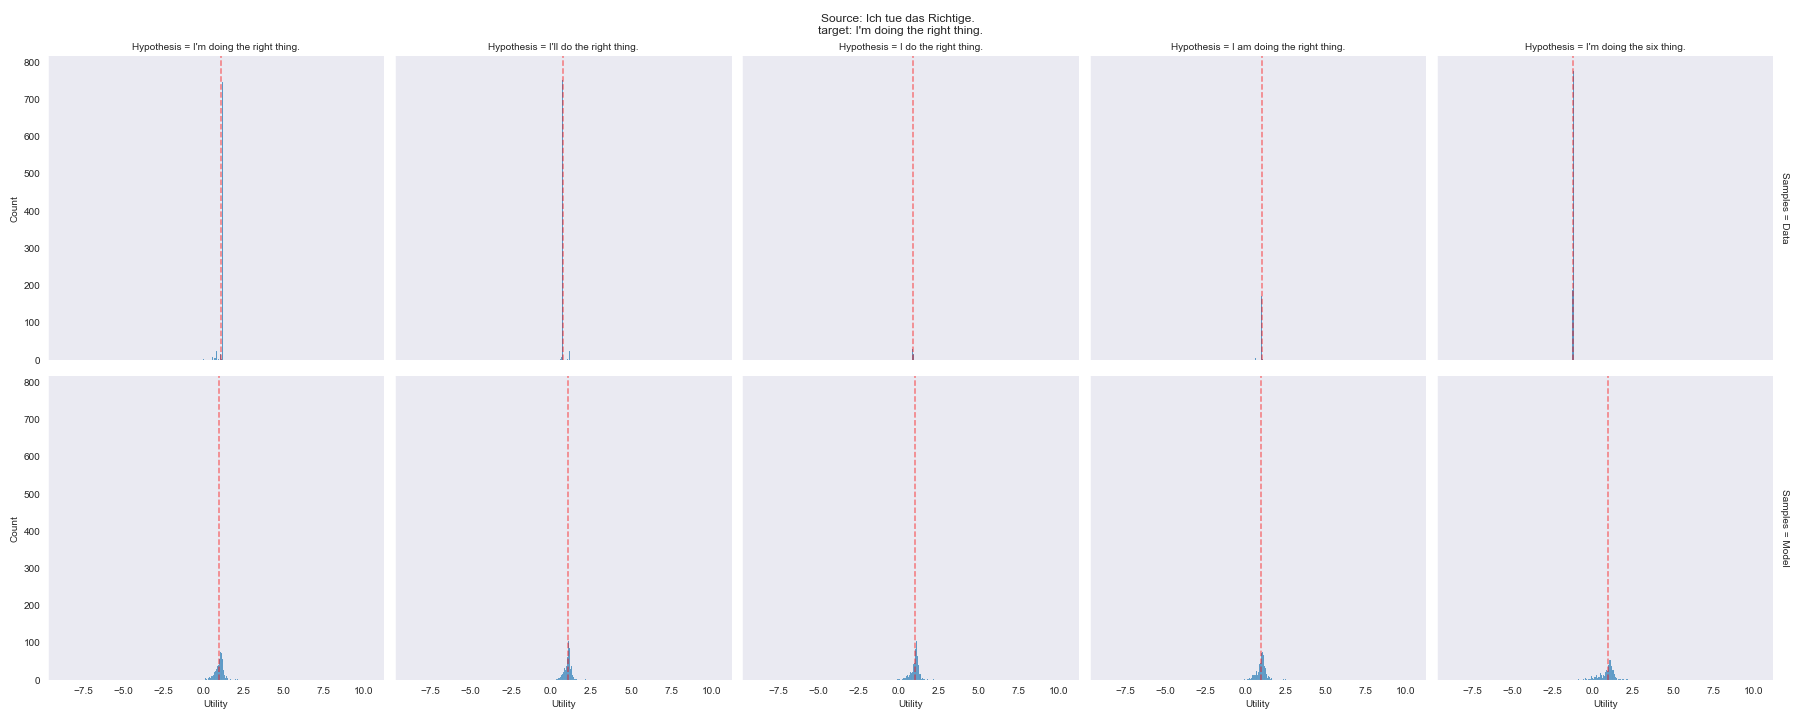 Source: Ich tue das Richtige.
target: I'm doing the right thing.
Hypothesis = I'm doing the right thing.
Hypothesis = I'll do the right thing.
Hypothesis = I do the right thing.
Hypothesis = I am doing the right thing.
Hypothesis = I'm doing the six thing.
800
700
600
500
400
300
200
100
0
Count
Samples = Data
800
700
600
500
400
300
200
100
0
Count
Samples = Model
−7.5 −5.0 −2.5 0.0 2.5 5.0 7.5 10.0
−7.5 −5.0 −2.5 0.0 2.5 5.0 7.5 10.0
−7.5 −5.0 −2.5 0.0 2.5 5.0 7.5 10.0
−7.5 −5.0 −2.5 0.0 2.5 5.0 7.5 10.0
−7.5 −5.0 −2.5 0.0 2.5 5.0 7.5 10.0
Utility
Utility
Utility
Utility
Utility